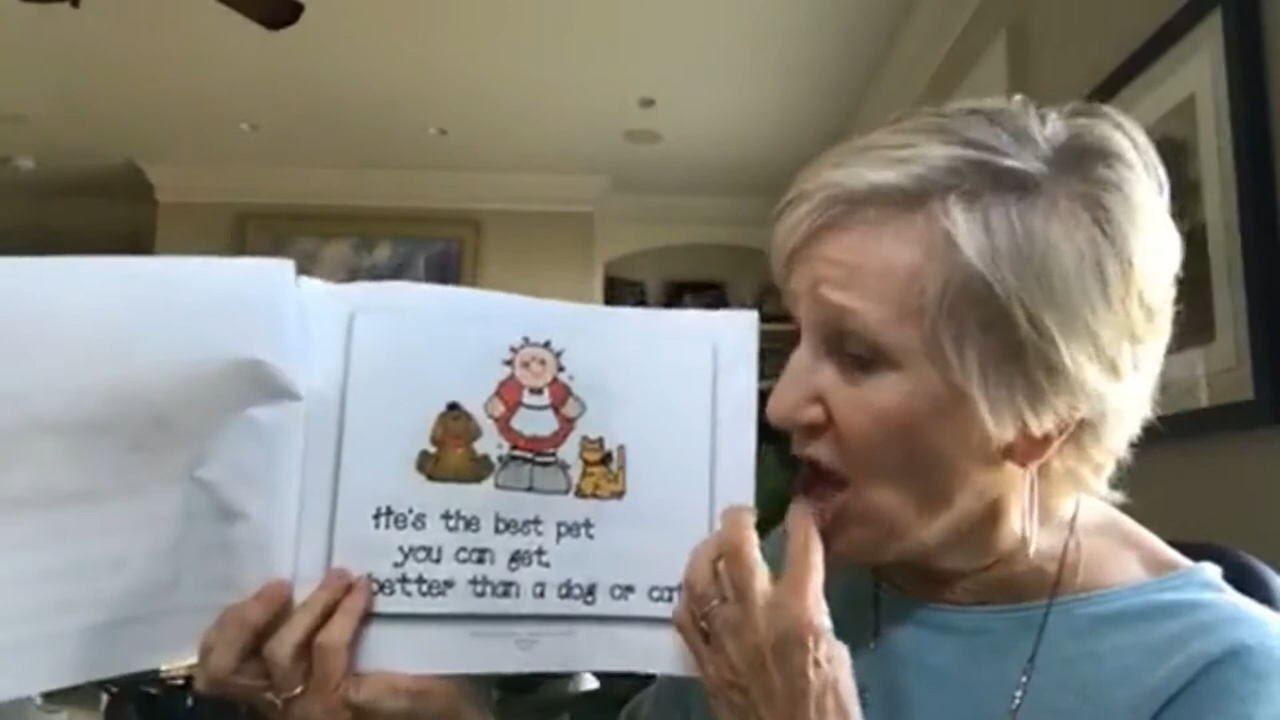 He's the best pet
you can get.
better than a dog or cat